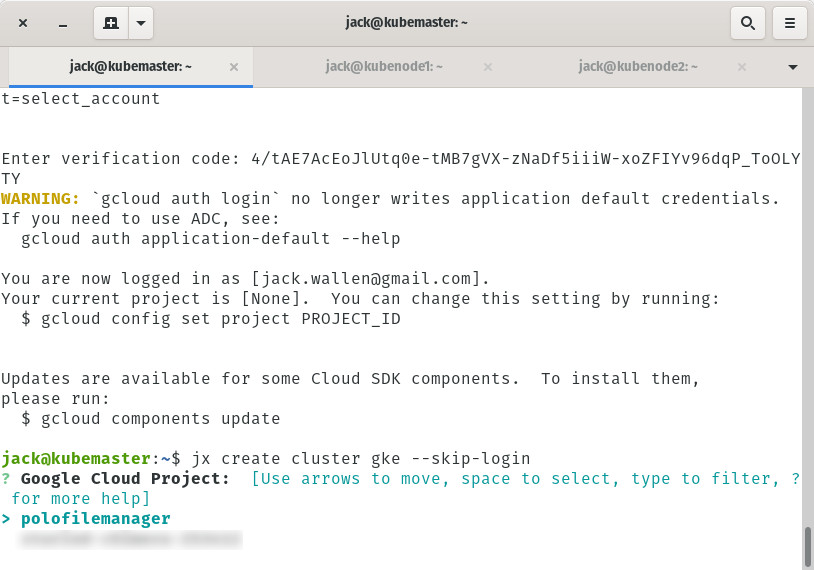 jack@kubemaster: ~
jack@kubemaster: ~
jack@kubenode1: ~
jack@kubenode2: ~
t=select_account
Enter verification code: 4/tAE7AcEoJlUtq0e-tMB7gVX-zNaDf5iiiW-xoZFIYv96dqP_ToOLY
TY
WARNING: `gcloud auth login` no longer writes application default credentials.
If you need to use ADC, see:
  gcloud auth application-default --help
You are now logged in as [jack.wallen@gmail.com].
Your current project is [None].  You can change this setting by running:
  $ gcloud config set project PROJECT_ID
Updates are available for some Cloud SDK components.  To install them,
please run:
  $ gcloud components update
jack@kubemaster:~$ jx create cluster gke --skip-login
? Google Cloud Project:  [Use arrows to move, space to select, type to filter, ?
 for more help]
> polofilemanager